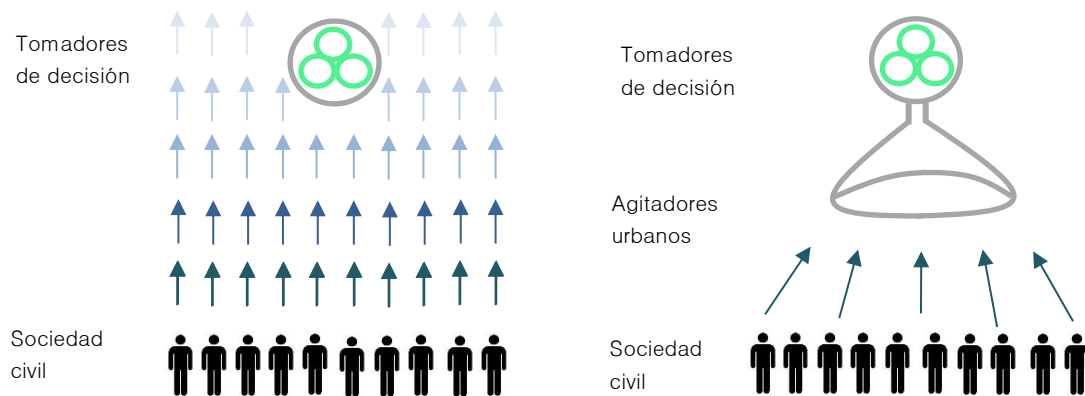 Tomadores
de decisión
Sociedad
civil
Tomadores
de decisión
Agitadores
urbanos
Sociedad
civil